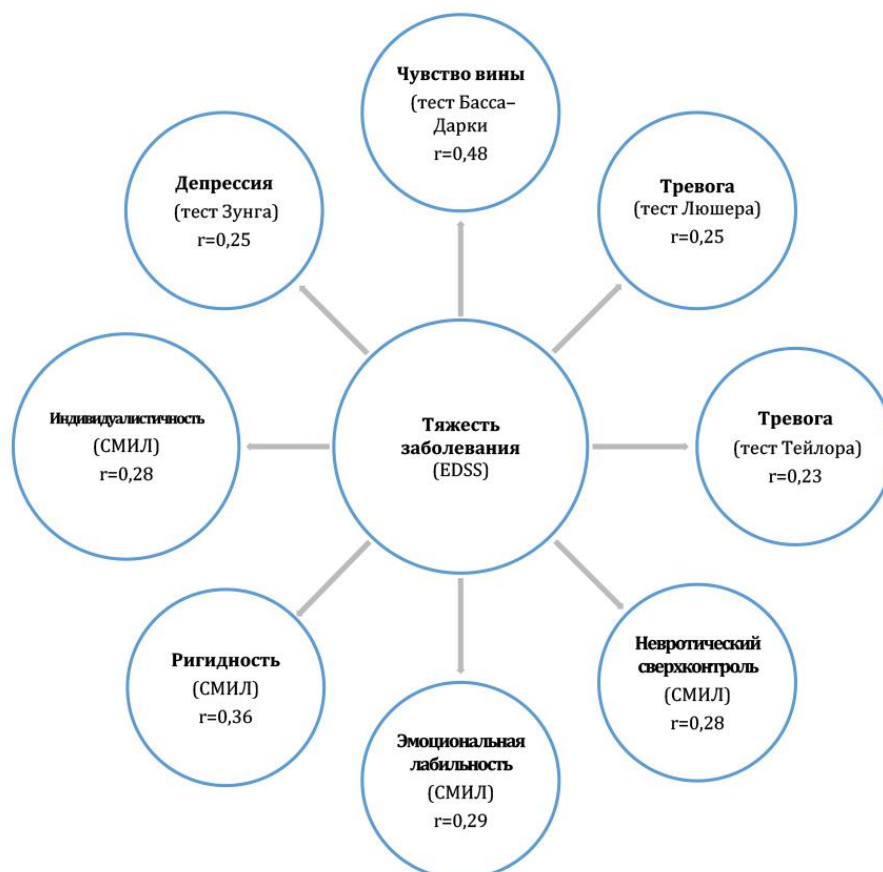 Чувство вины
(тест Басса–
Дарки
r=0,48
Депрессия
(тест Зунга)
r=0,25
Тревога
(тест Люшера)
r=0,25
Индивидуалистичность
(СМИЛ)
r=0,28
Тяжесть
заболевания
(EDSS)
Тревога
(тест Тейлора)
r=0,23
Ригидность
(СМИЛ)
r=0,36
Невротический
сверхконтроль
(СМИЛ)
r=0,28
Эмоциональная
лабильность
(СМИЛ)
r=0,29